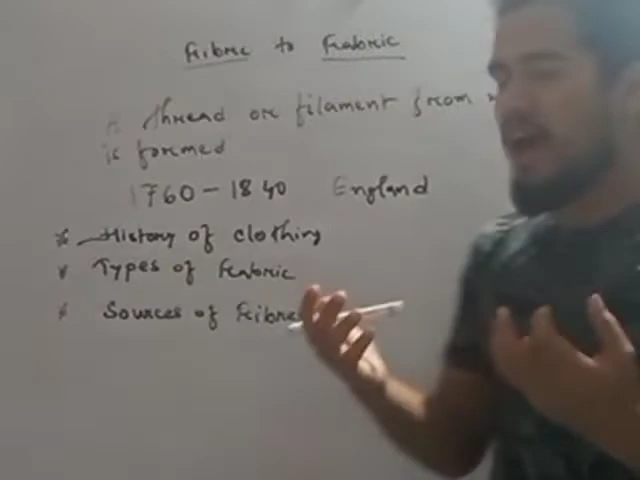 Fibre to Fabric
A thread or filament from
is formed
1760 - 1840 England
* History of clothing
* Types of Fabric
* Sources of Fibre